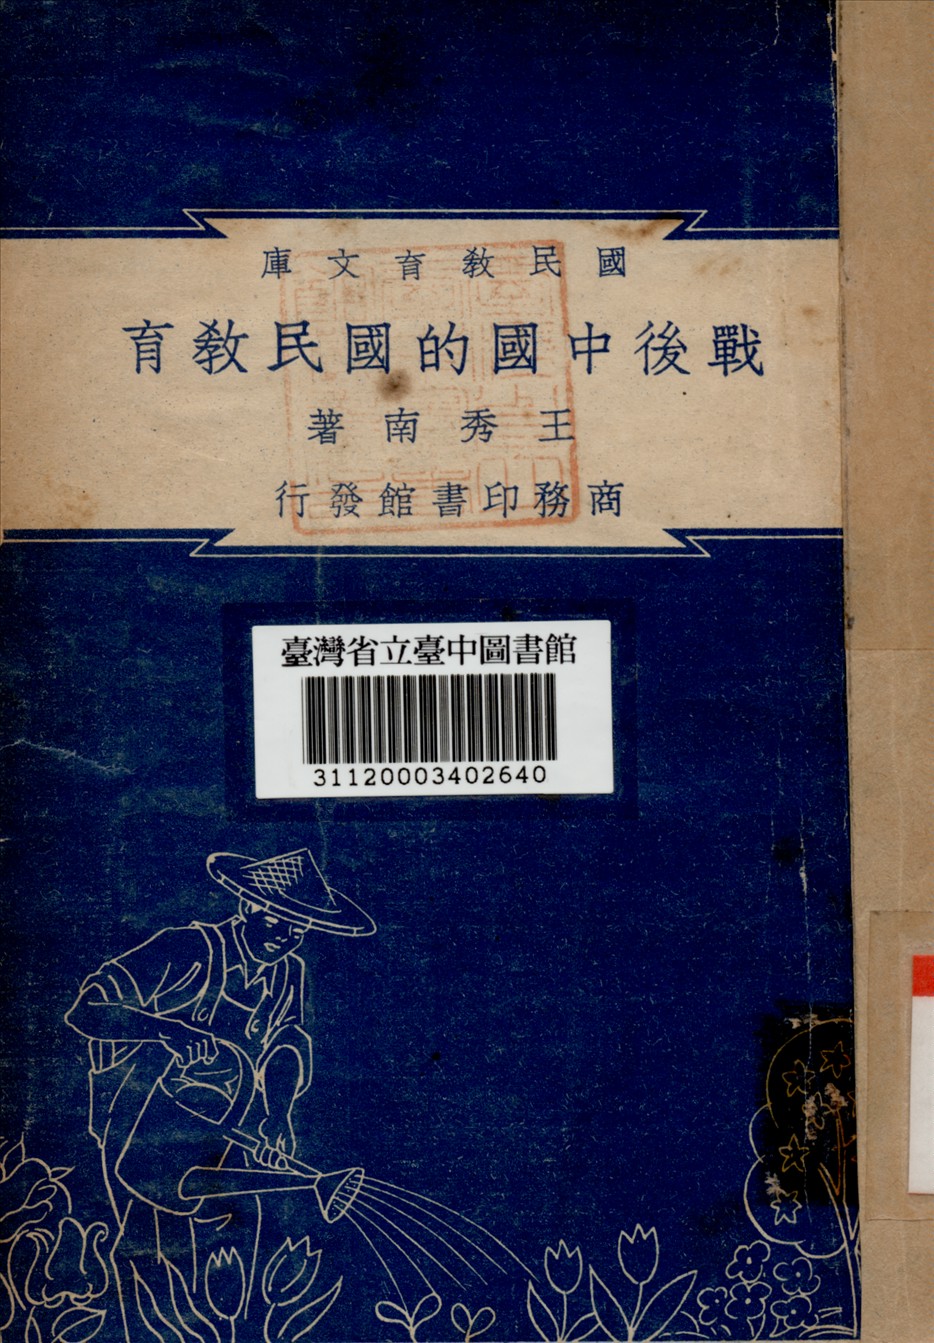 國民教育文庫
戰後中國的國民教育
王秀南著
商務印書館發行
臺灣省立臺中圖書館
31120003402640